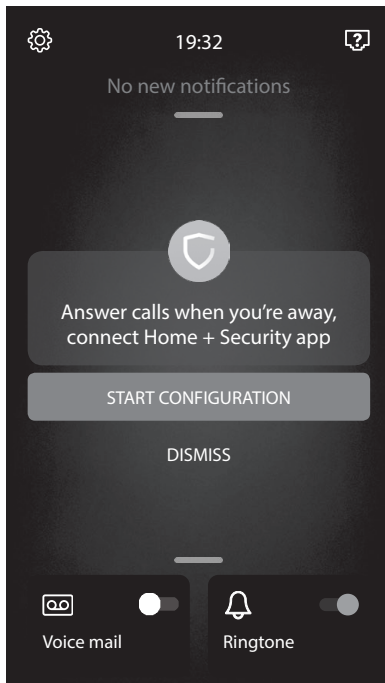 19:32
No new notifications
Answer calls when you're away,
connect Home + Security app
START CONFIGURATION
DISMISS
Voice mail
Ringtone